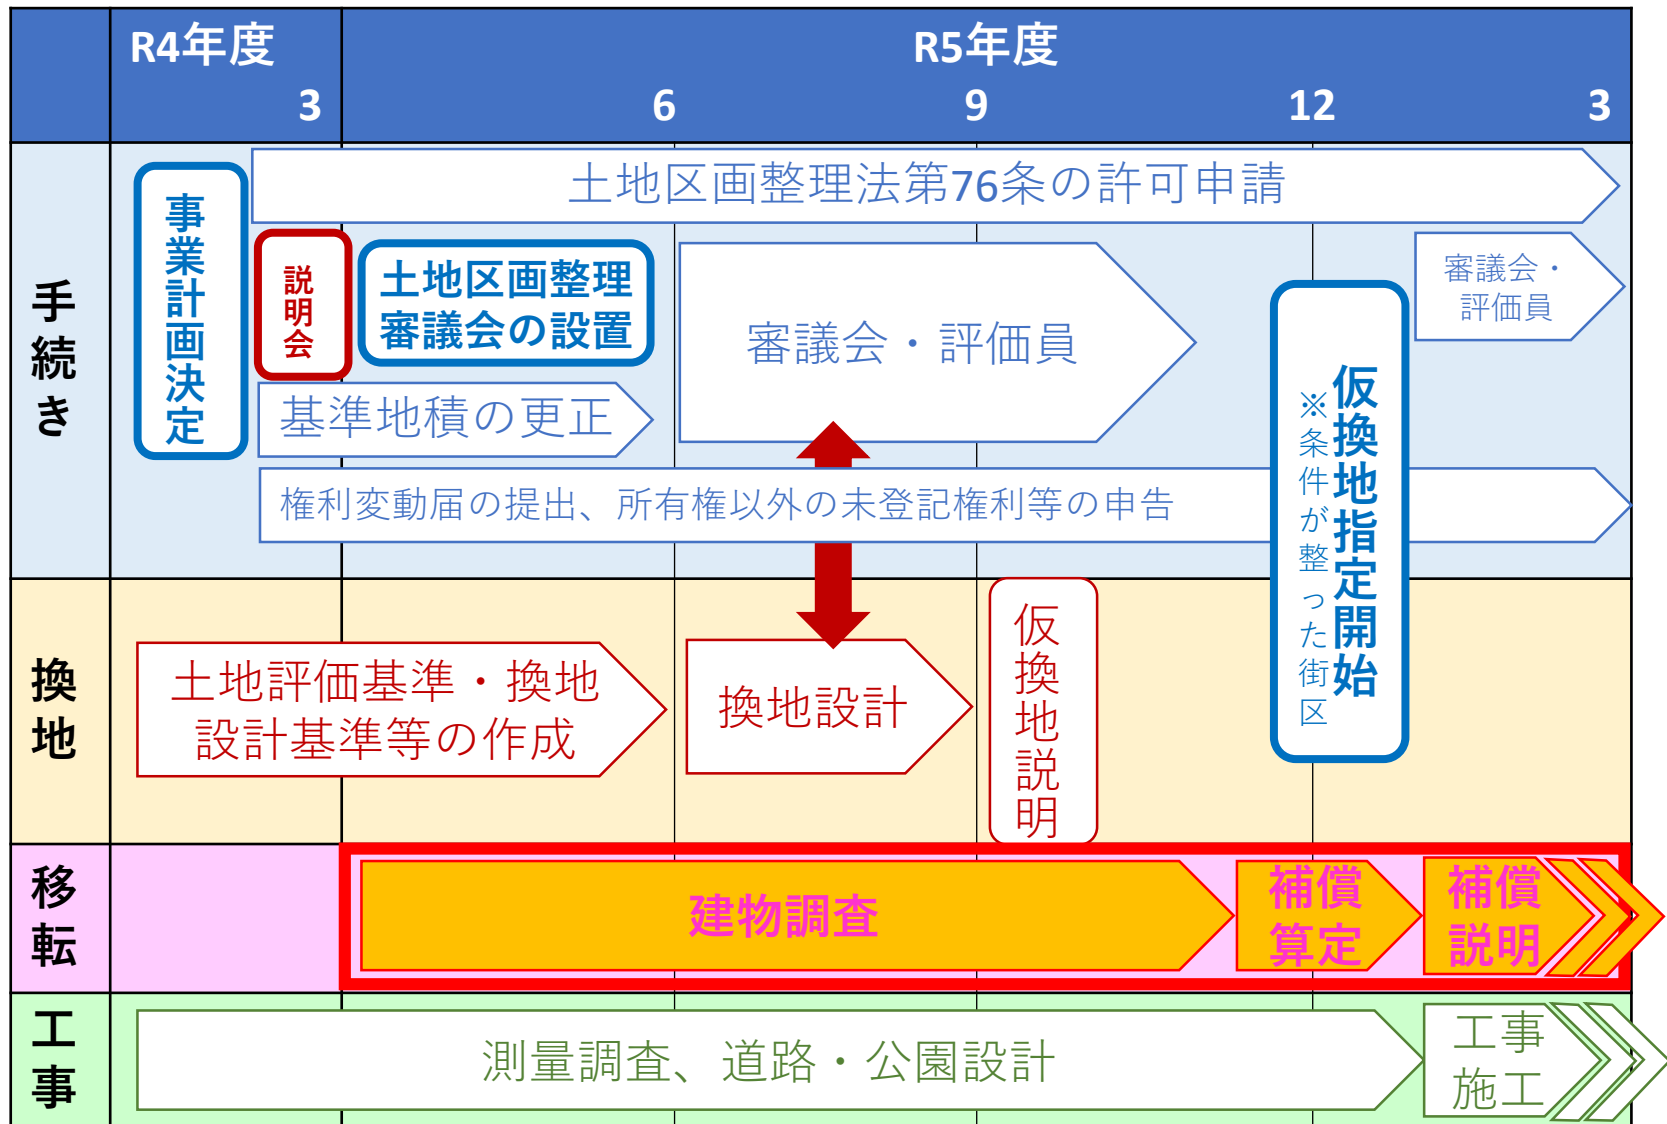 R4年度
R5年度
3
6
9
12
3
手続き
事業計画決定
土地区画整理法第76条の許可申請
説明会
土地区画整理
審議会の設置
審議会・評価員
審議会・
評価員
基準地積の更正
権利変動届の提出、所有権以外の未登記権利等の申告
仮換地指定開始
※条件が整った街区
換地
土地評価基準・換地
設計基準等の作成
換地設計
仮換地説明
移転
建物調査
補償
算定
補償
説明
工事
測量調査、道路・公園設計
工事
施工